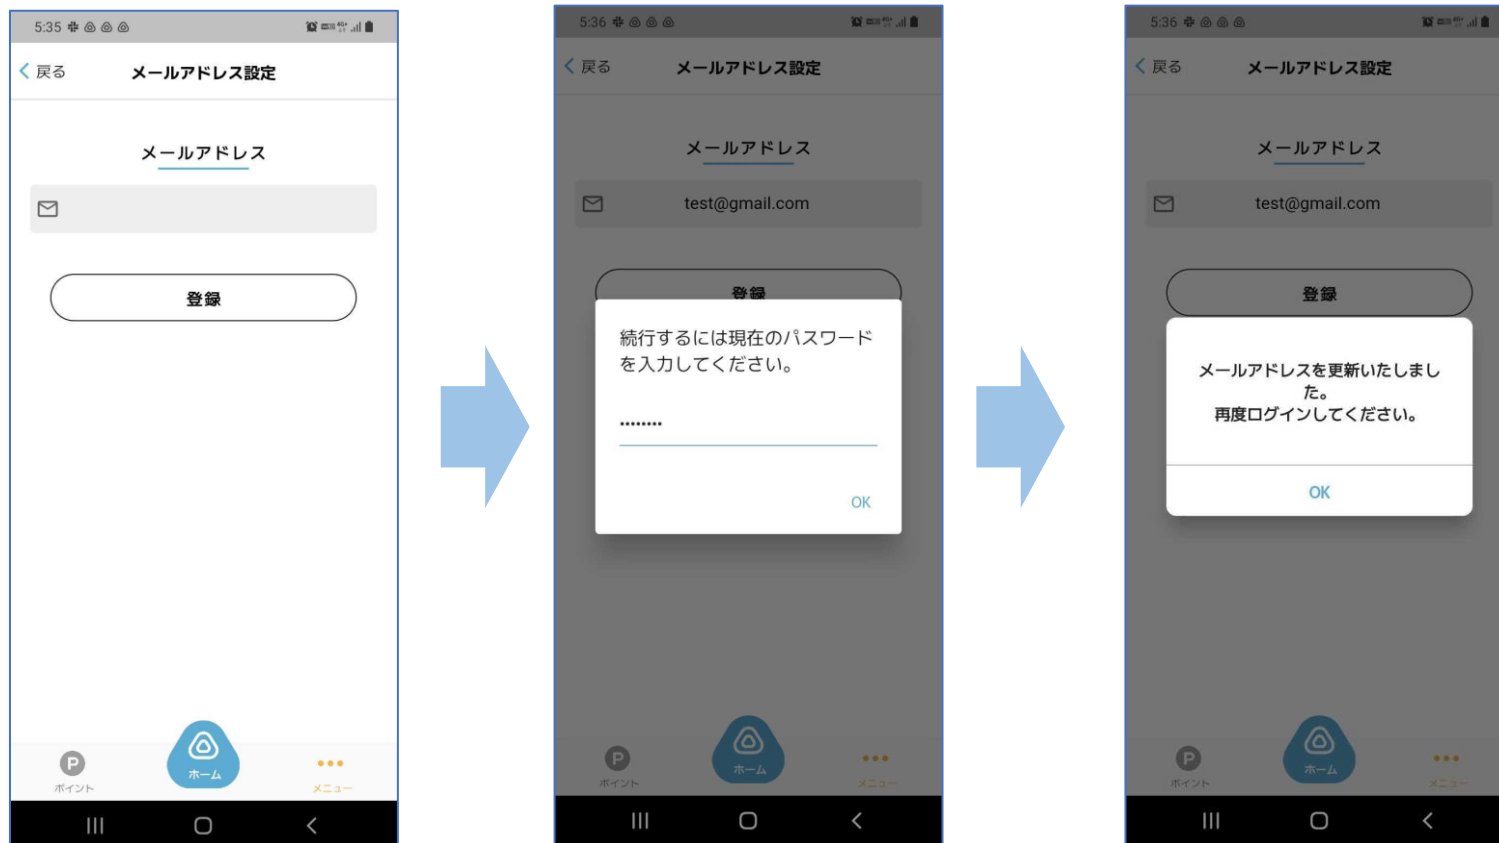 5:35
戻る
メールアドレス設定
メールアドレス
登録
P
ポイント
ホーム
メニュー
5:36
戻る
メールアドレス設定
メールアドレス
test@gmail.com
登録
続行するには現在のパスワード
を入力してください。
••••••••
OK
P
ポイント
ホーム
メニュー
5:36
戻る
メールアドレス設定
メールアドレス
test@gmail.com
登録
メールアドレスを更新いたしまし
た。
再度ログインしてください。
OK
P
ポイント
ホーム
メニュー